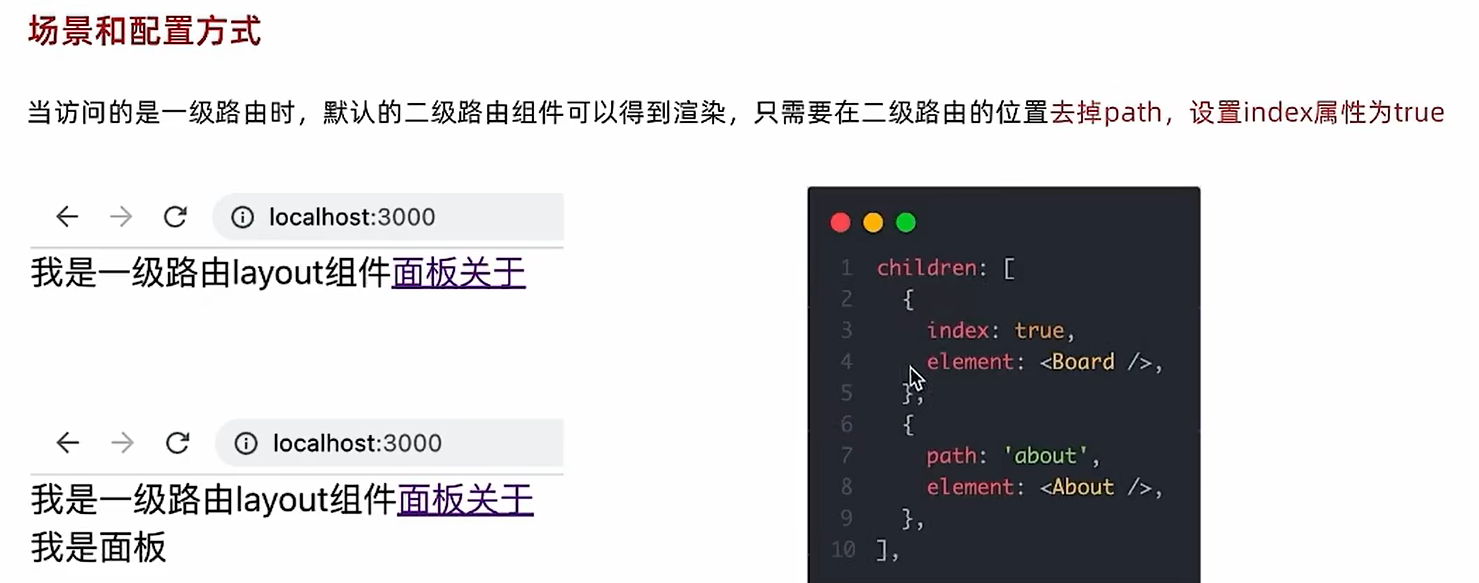 场景和配置方式
当访问的是一级路由时，默认的二级路由组件可以得到渲染，只需要在二级路由的位置去掉path，设置index属性为true
localhost:3000
我是一级路由layout组件面板关于
localhost:3000
我是一级路由layout组件面板关于
我是面板
1 children: [
2 {
3 index: true,
4 element: <Board />,
5 },
6 {
7 path: 'about',
8 element: <About />,
9 },
10 ],